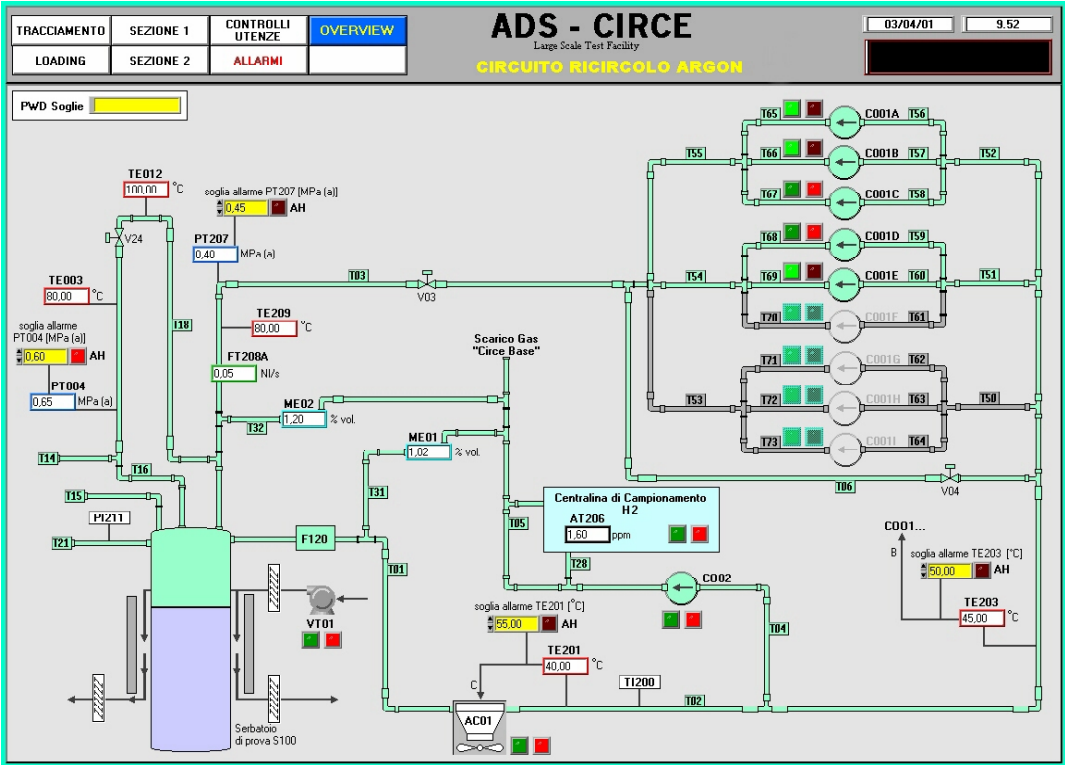 TRACCIAMENTO
SEZIONE 1
CONTROLLI
UTENZE
OVERVIEW
LOADING
SEZIONE 2
ALLARMI
ADS - CIRCE
Large Scale Test Facility
CIRCUITO RICIRCOLO ARGON
03/04/01
9.52
PWD Soglie
TE012
100,00 °C
V24
soglia allarme PT207 [MPa (a)]
0,45 AH
PT207
0,40 MPa (a)
TE003
80,00 °C
soglia allarme
PT004 [MPa (a)]
0,60 AH
PT004
0,65 MPa (a)
T18
TE209
80,00 °C
FT208A
0,05 Nl/s
T03
V03
Scarico Gas
"Circe Base"
ME02
1,20 % vol.
T32
ME01
1,02 % vol.
T31
T65 C001A T56
T66 C001B T57
T55
T52
T67 C001C T58
T68 C001D T59
T54
T69 C001E T60
T51
T70 C001F T61
T71 C001G T62
T53
T72 C001H T63
T50
T73 C001I T64
T06
V04
T14
T16
T15
PI211
T21
F120
T01
T05
Centralina di Campionamento
H2
AT206
1,60 ppm
T28
C002
T04
C001...
B
soglia allarme TE203 [°C]
50,00 AH
TE203
45,00 °C
VT01
soglia allarme TE201 [°C]
55,00 AH
TE201
40,00 °C
C
TI200
T02
AC01
Serbatoio
di prova S100